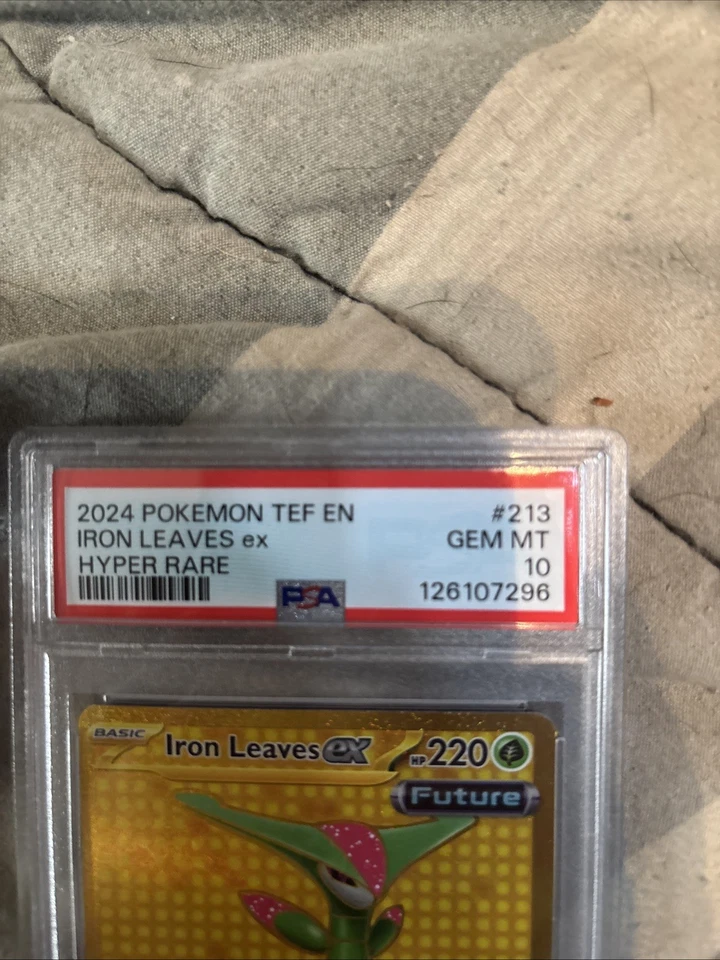 2024 POKEMON TEF EN #213
IRON LEAVES ex GEM MT
HYPER RARE 10
PSA 126107296
BASIC Iron Leaves ex HP 220
Future